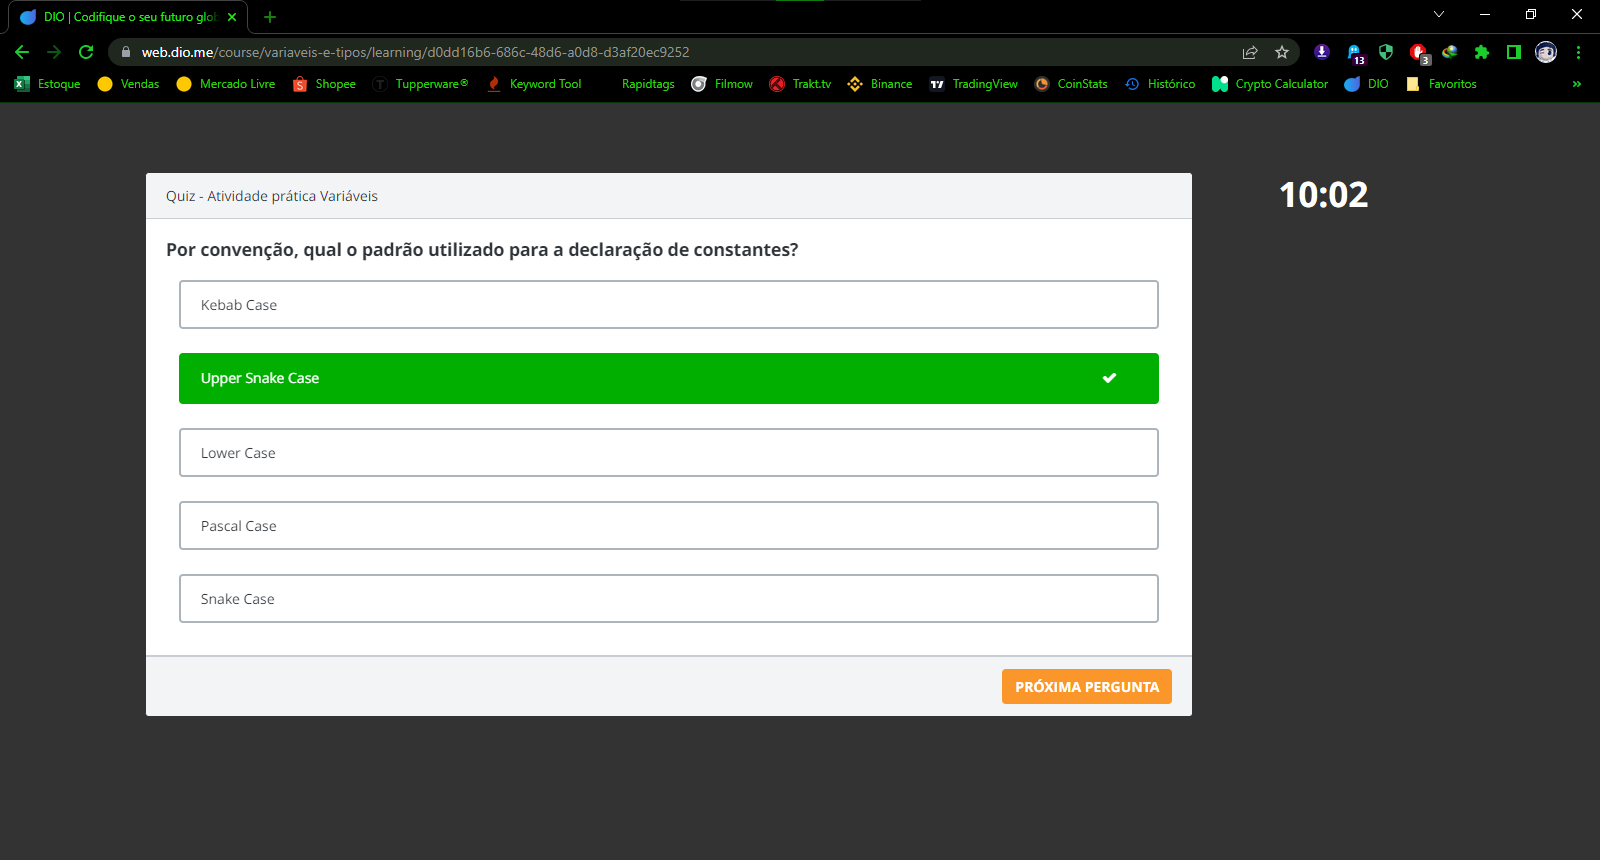 DIO | Codifique o seu futuro glob
web.dio.me/course/variaveis-e-tipos/learning/d0dd16b6-686c-48d6-a0d8-d3af20ec9252
13
3
Estoque Vendas Mercado Livre Shopee Tupperware® Keyword Tool Rapidtags Filmow Trakt.tv Binance TradingView CoinStats Histórico Crypto Calculator DIO Favoritos »
Quiz - Atividade prática Variáveis
10:02
Por convenção, qual o padrão utilizado para a declaração de constantes?
Kebab Case
Upper Snake Case
Lower Case
Pascal Case
Snake Case
PRÓXIMA PERGUNTA